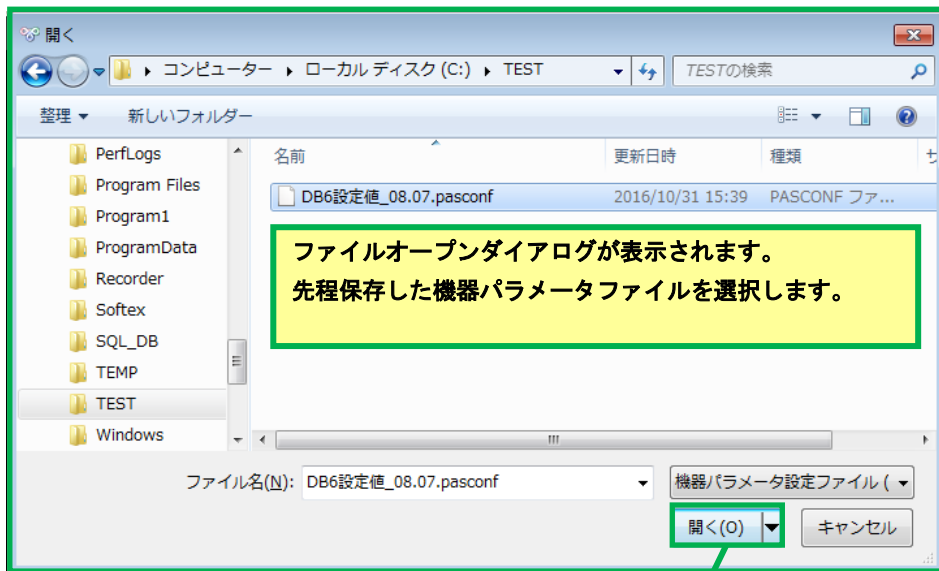 開く
コンピューター ▸ ローカル ディスク (C:) ▸ TEST
TESTの検索
整理 ▼ 新しいフォルダー
PerfLogs
Program Files
Program1
ProgramData
Recorder
Softex
SQL_DB
TEMP
TEST
Windows
名前 更新日時 種類 サ
DB6設定値_08.07.pasconf 2016/10/31 15:39 PASCONF ファ...
ファイルオープンダイアログが表示されます。
先程保存した機器パラメータファイルを選択します。
ファイル名(N): DB6設定値_08.07.pasconf
機器パラメータ設定ファイル (
開く(O) キャンセル